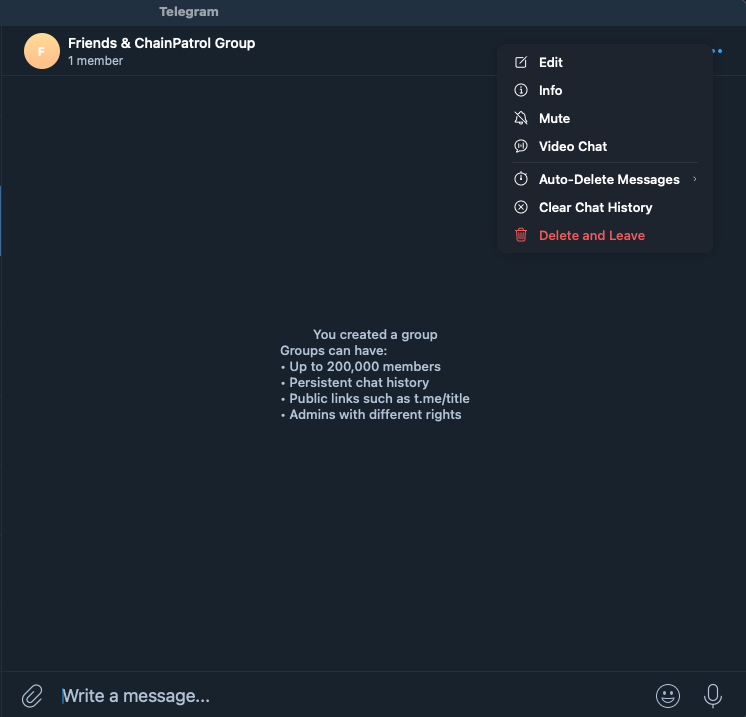 Telegram
F
Friends & ChainPatrol Group
1 member
Edit
Info
Mute
Video Chat
Auto-Delete Messages
Clear Chat History
Delete and Leave
You created a group
Groups can have:
• Up to 200,000 members
• Persistent chat history
• Public links such as t.me/title
• Admins with different rights
Write a message...